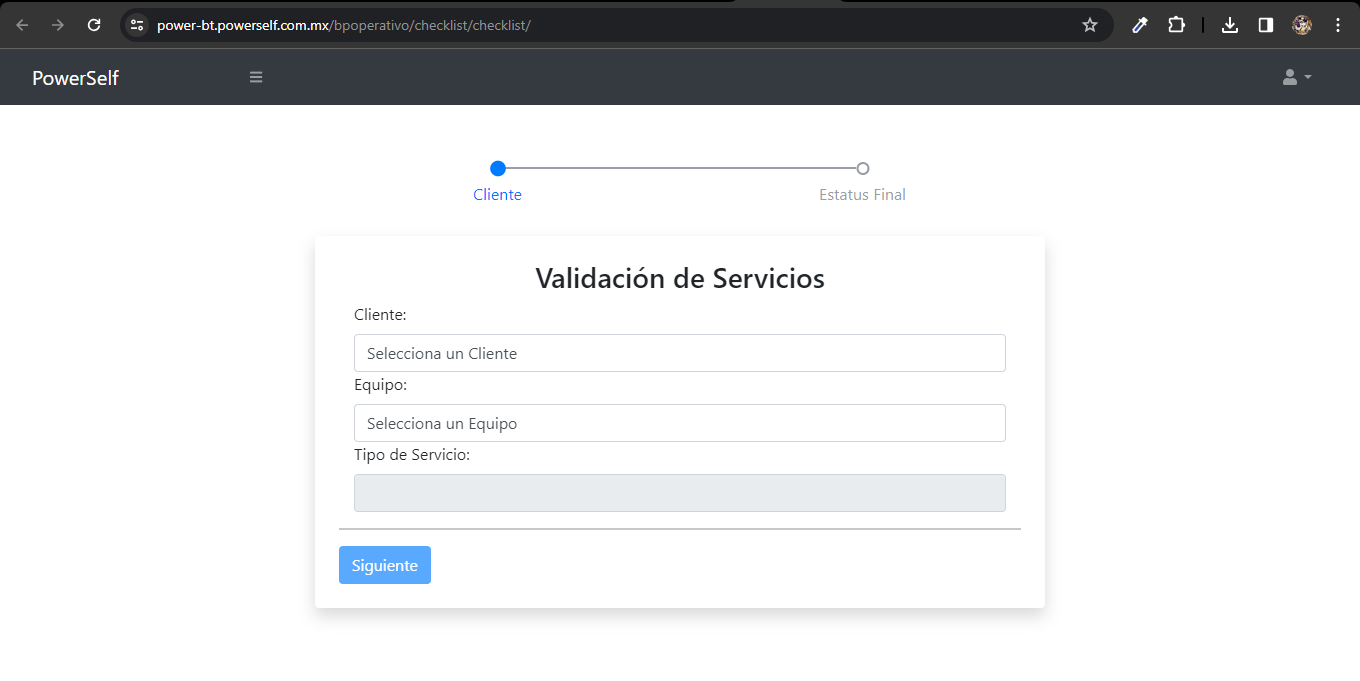 power-bt.powerself.com.mx/bpoperativo/checklist/checklist/
PowerSelf
Cliente
Estatus Final
Validación de Servicios
Cliente:
Selecciona un Cliente
Equipo:
Selecciona un Equipo
Tipo de Servicio:
Siguiente